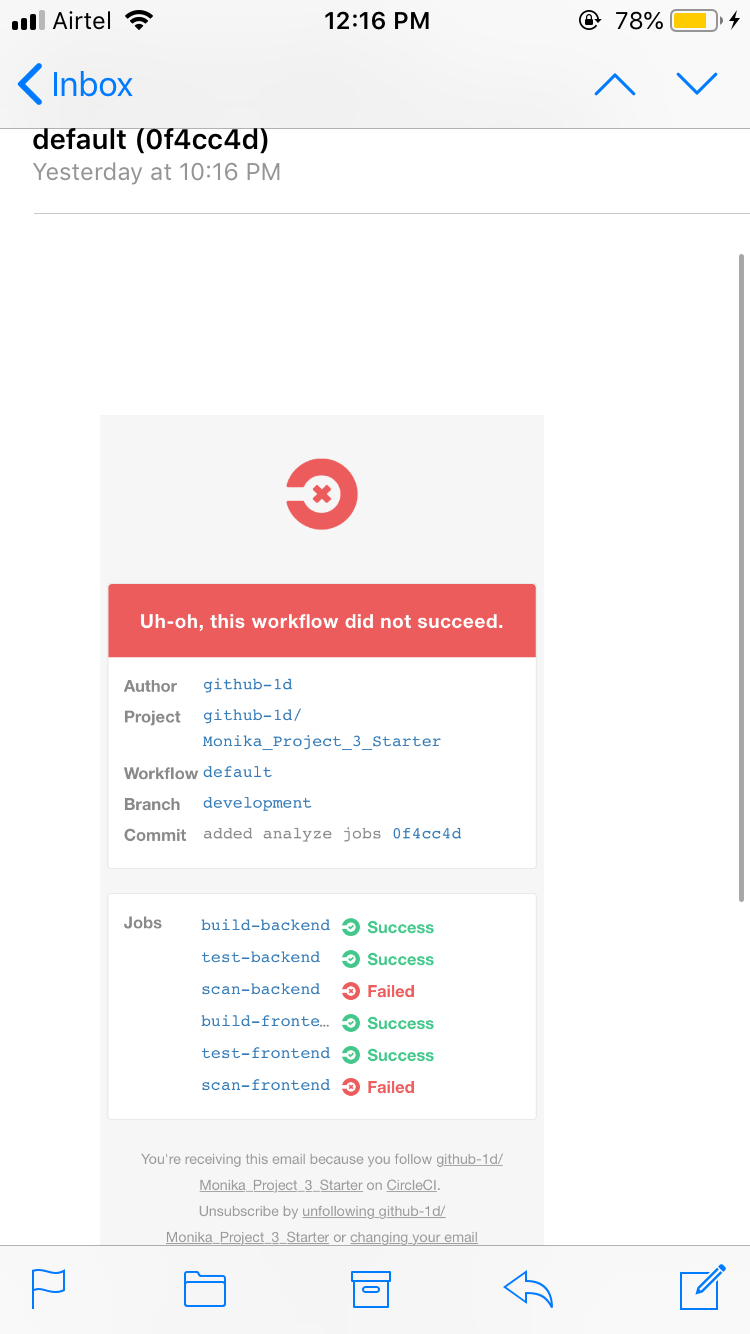 Airtel 12:16 PM 78%
Inbox
default (0f4cc4d)
Yesterday at 10:16 PM
Uh-oh, this workflow did not succeed.
Author github-1d
Project github-1d/
Monika_Project_3_Starter
Workflow default
Branch development
Commit added analyze jobs 0f4cc4d
Jobs build-backend Success
test-backend Success
scan-backend Failed
build-fronte… Success
test-frontend Success
scan-frontend Failed
You're receiving this email because you follow github-1d/
Monika_Project_3_Starter on CircleCI.
Unsubscribe by unfollowing github-1d/
Monika_Project_3_Starter or changing your email